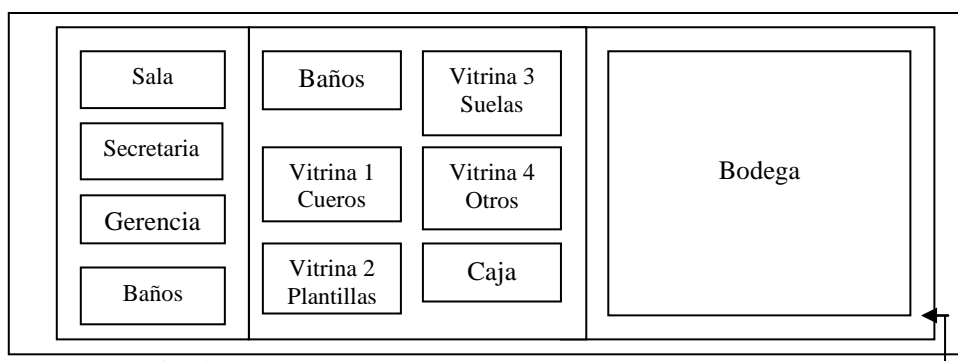 Sala
Secretaria
Gerencia
Baños
Baños
Vitrina 1
Cueros
Vitrina 2
Plantillas
Vitrina 3
Suelas
Vitrina 4
Otros
Caja
Bodega